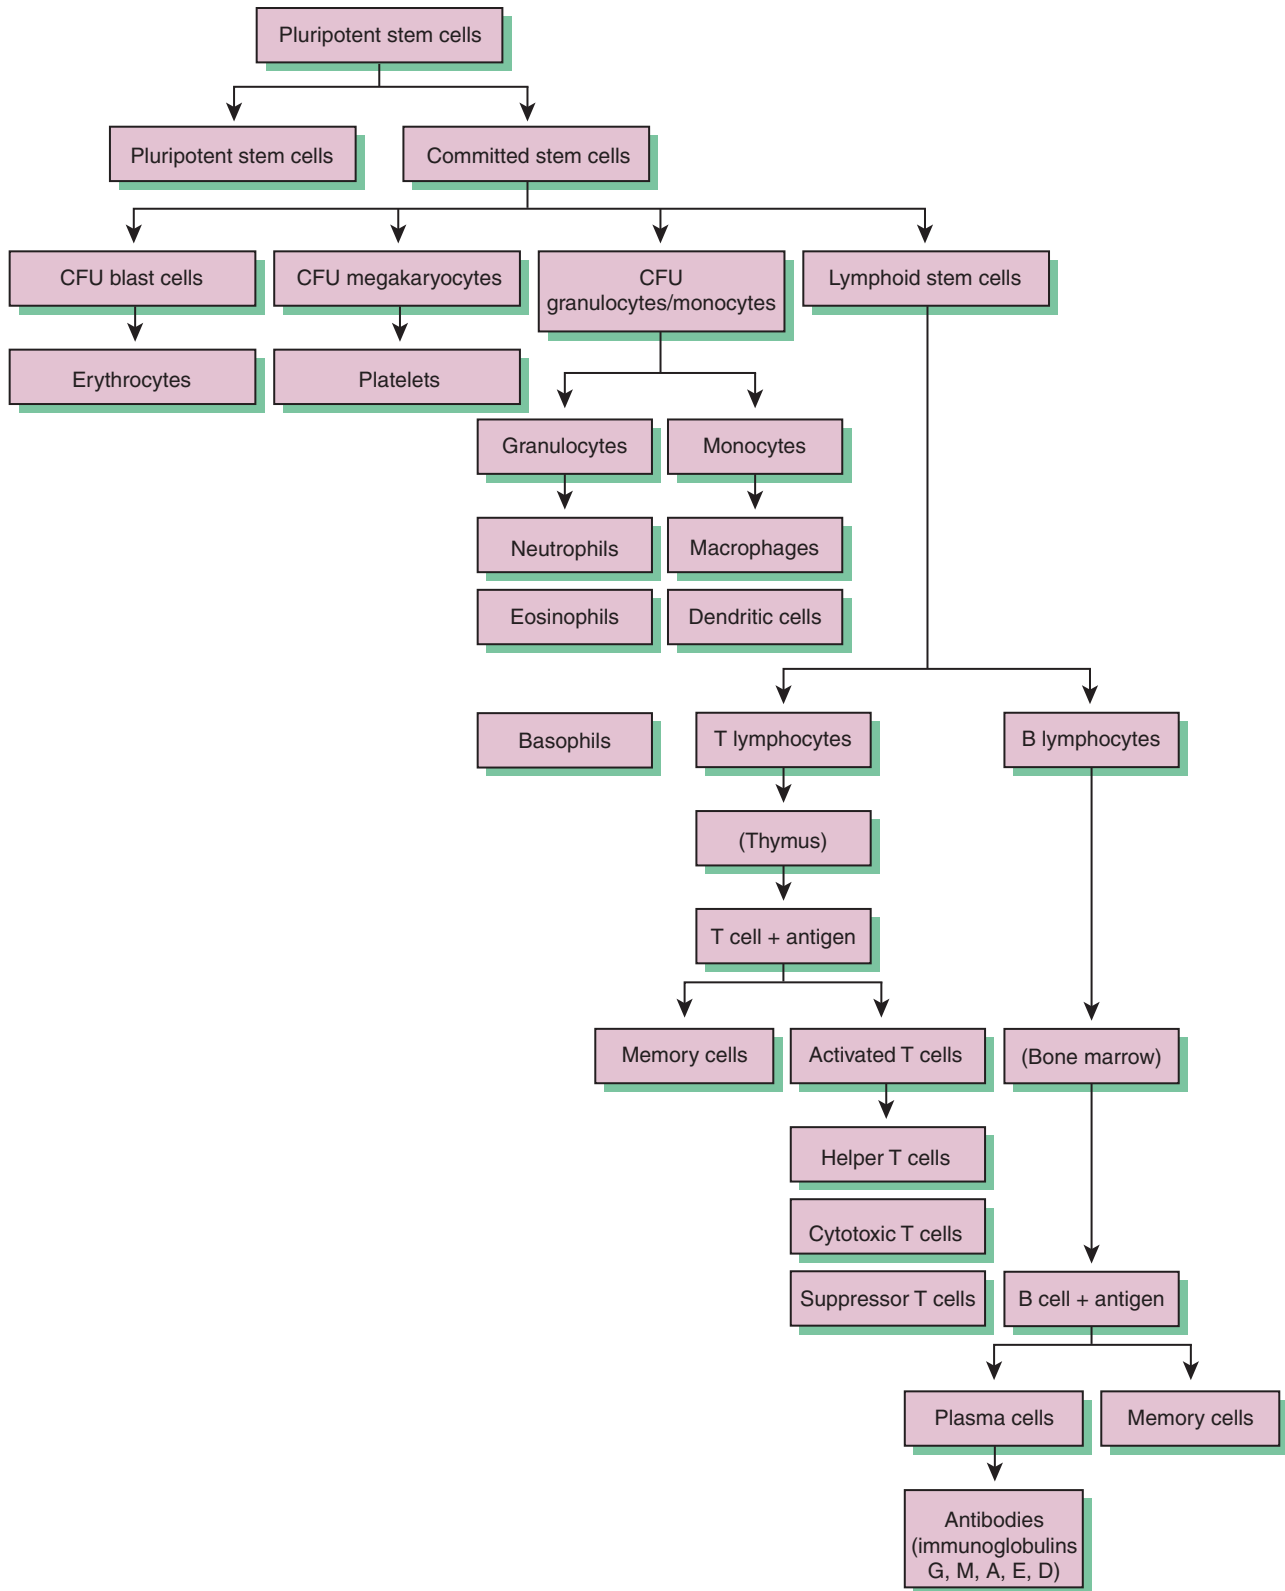 Pluripotent stem cells
Pluripotent stem cells
Committed stem cells
CFU blast cells
CFU megakaryocytes
CFU
granulocytes/monocytes
Lymphoid stem cells
Erythrocytes
Platelets
Granulocytes
Monocytes
Neutrophils
Macrophages
Eosinophils
Dendritic cells
Basophils
T lymphocytes
B lymphocytes
(Thymus)
T cell + antigen
Memory cells
Activated T cells
(Bone marrow)
Helper T cells
Cytotoxic T cells
Suppressor T cells
B cell + antigen
Plasma cells
Memory cells
Antibodies
(immunoglobulins
G, M, A, E, D)